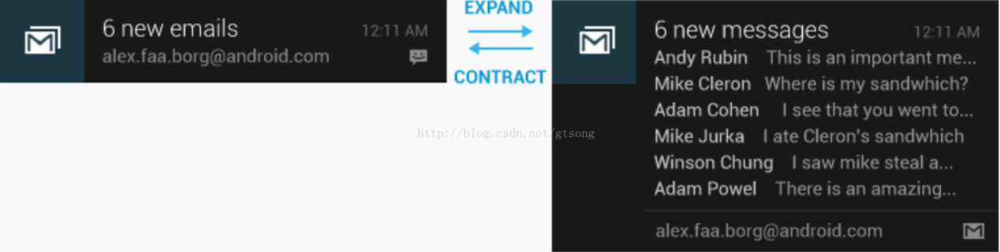 6 new emails 12:11 AM
alex.faa.borg@android.com
EXPAND
CONTRACT
6 new messages 12:11 AM
Andy Rubin This is an important me...
Mike Cleron Where is my sandwhich?
Adam Cohen I see that you went to...
Mike Jurka I ate Cleron's sandwhich
Winson Chung I saw mike steal a...
Adam Powel There is an amazing...
alex.faa.borg@android.com
http://blog.csdn.net/gtsong